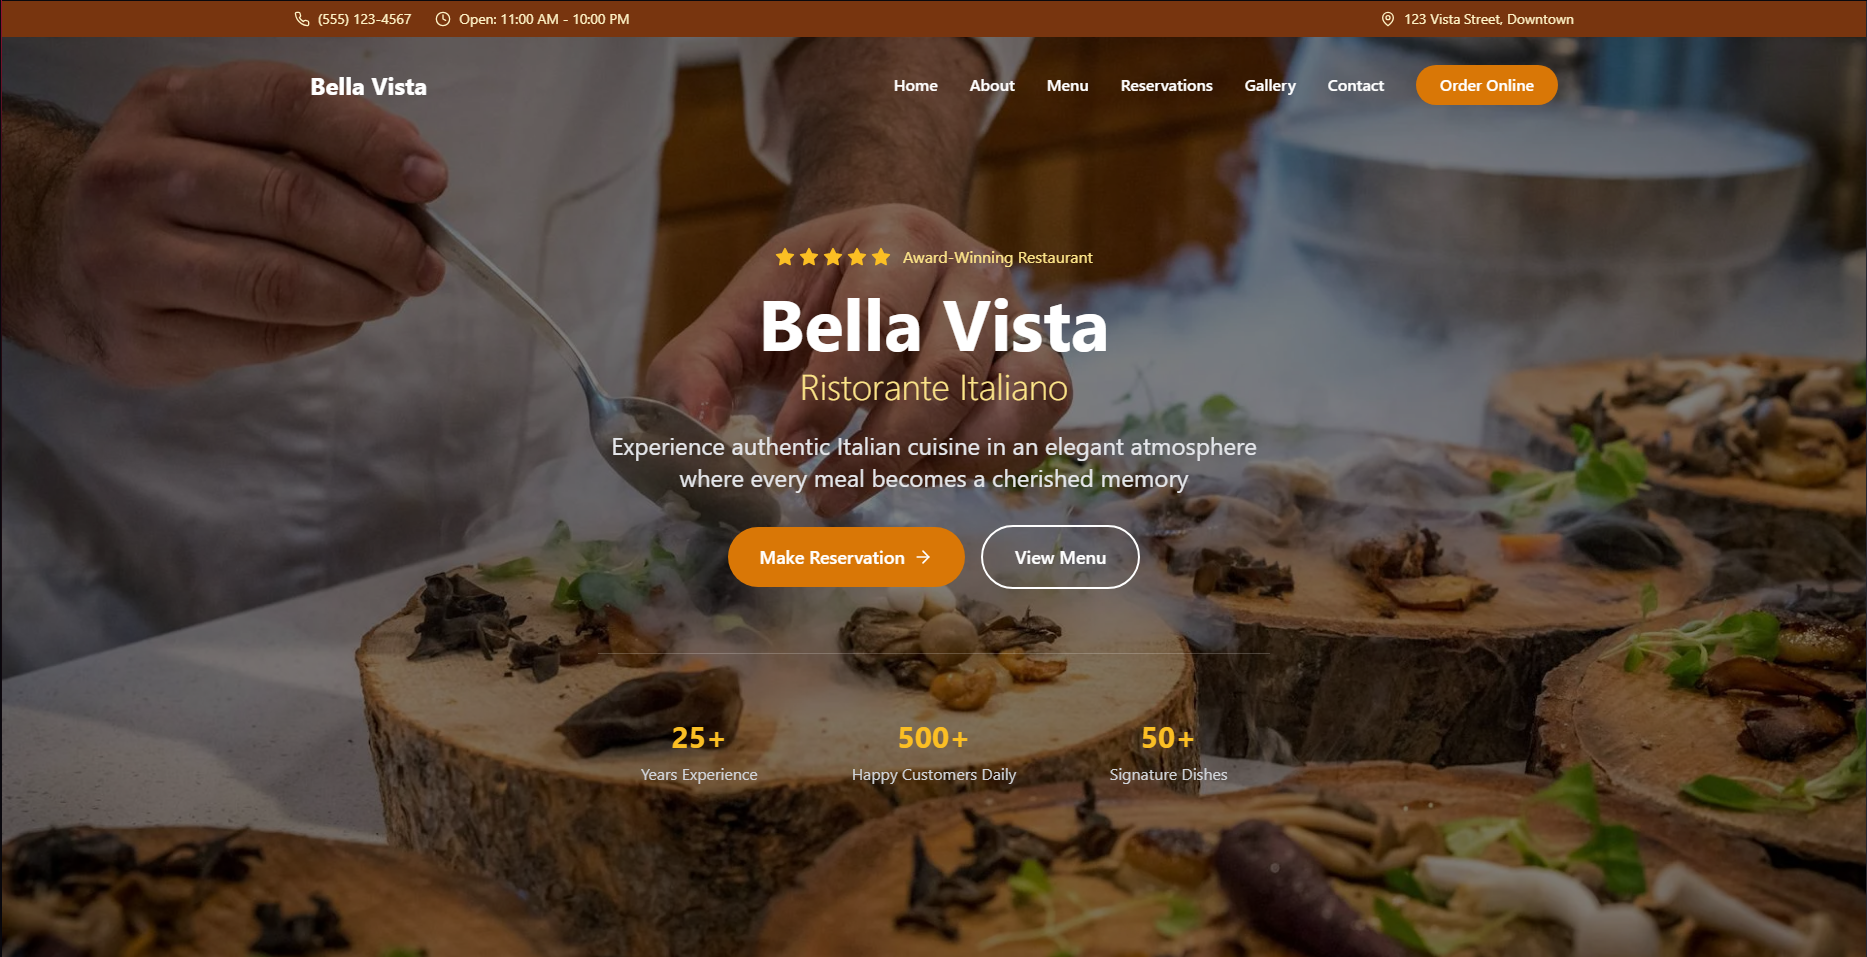 (555) 123-4567
Open: 11:00 AM - 10:00 PM
123 Vista Street, Downtown
Bella Vista
Home
About
Menu
Reservations
Gallery
Contact
Order Online
Award-Winning Restaurant
Bella Vista
Ristorante Italiano
Experience authentic Italian cuisine in an elegant atmosphere
where every meal becomes a cherished memory
Make Reservation
View Menu
25+
Years Experience
500+
Happy Customers Daily
50+
Signature Dishes